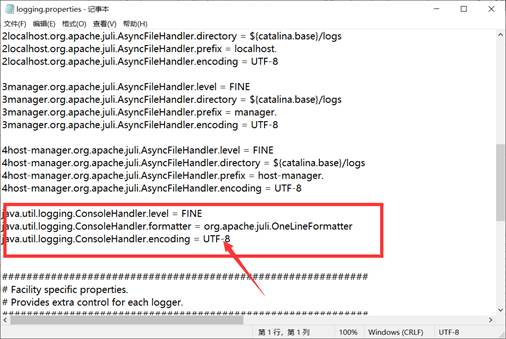 logging.properties - 记事本
文件(F) 编辑(E) 格式(O) 查看(V) 帮助(H)
2localhost.org.apache.juli.AsyncFileHandler.directory = ${catalina.base}/logs
2localhost.org.apache.juli.AsyncFileHandler.prefix = localhost.
2localhost.org.apache.juli.AsyncFileHandler.encoding = UTF-8
3manager.org.apache.juli.AsyncFileHandler.level = FINE
3manager.org.apache.juli.AsyncFileHandler.directory = ${catalina.base}/logs
3manager.org.apache.juli.AsyncFileHandler.prefix = manager.
3manager.org.apache.juli.AsyncFileHandler.encoding = UTF-8
4host-manager.org.apache.juli.AsyncFileHandler.level = FINE
4host-manager.org.apache.juli.AsyncFileHandler.directory = ${catalina.base}/logs
4host-manager.org.apache.juli.AsyncFileHandler.prefix = host-manager.
4host-manager.org.apache.juli.AsyncFileHandler.encoding = UTF-8
java.util.logging.ConsoleHandler.level = FINE
java.util.logging.ConsoleHandler.formatter = org.apache.juli.OneLineFormatter
java.util.logging.ConsoleHandler.encoding = UTF-8
############################################################
# Facility specific properties.
# Provides extra control for each logger.
############################################################
第 1 行，第 1 列 100% Windows (CRLF) UTF-8